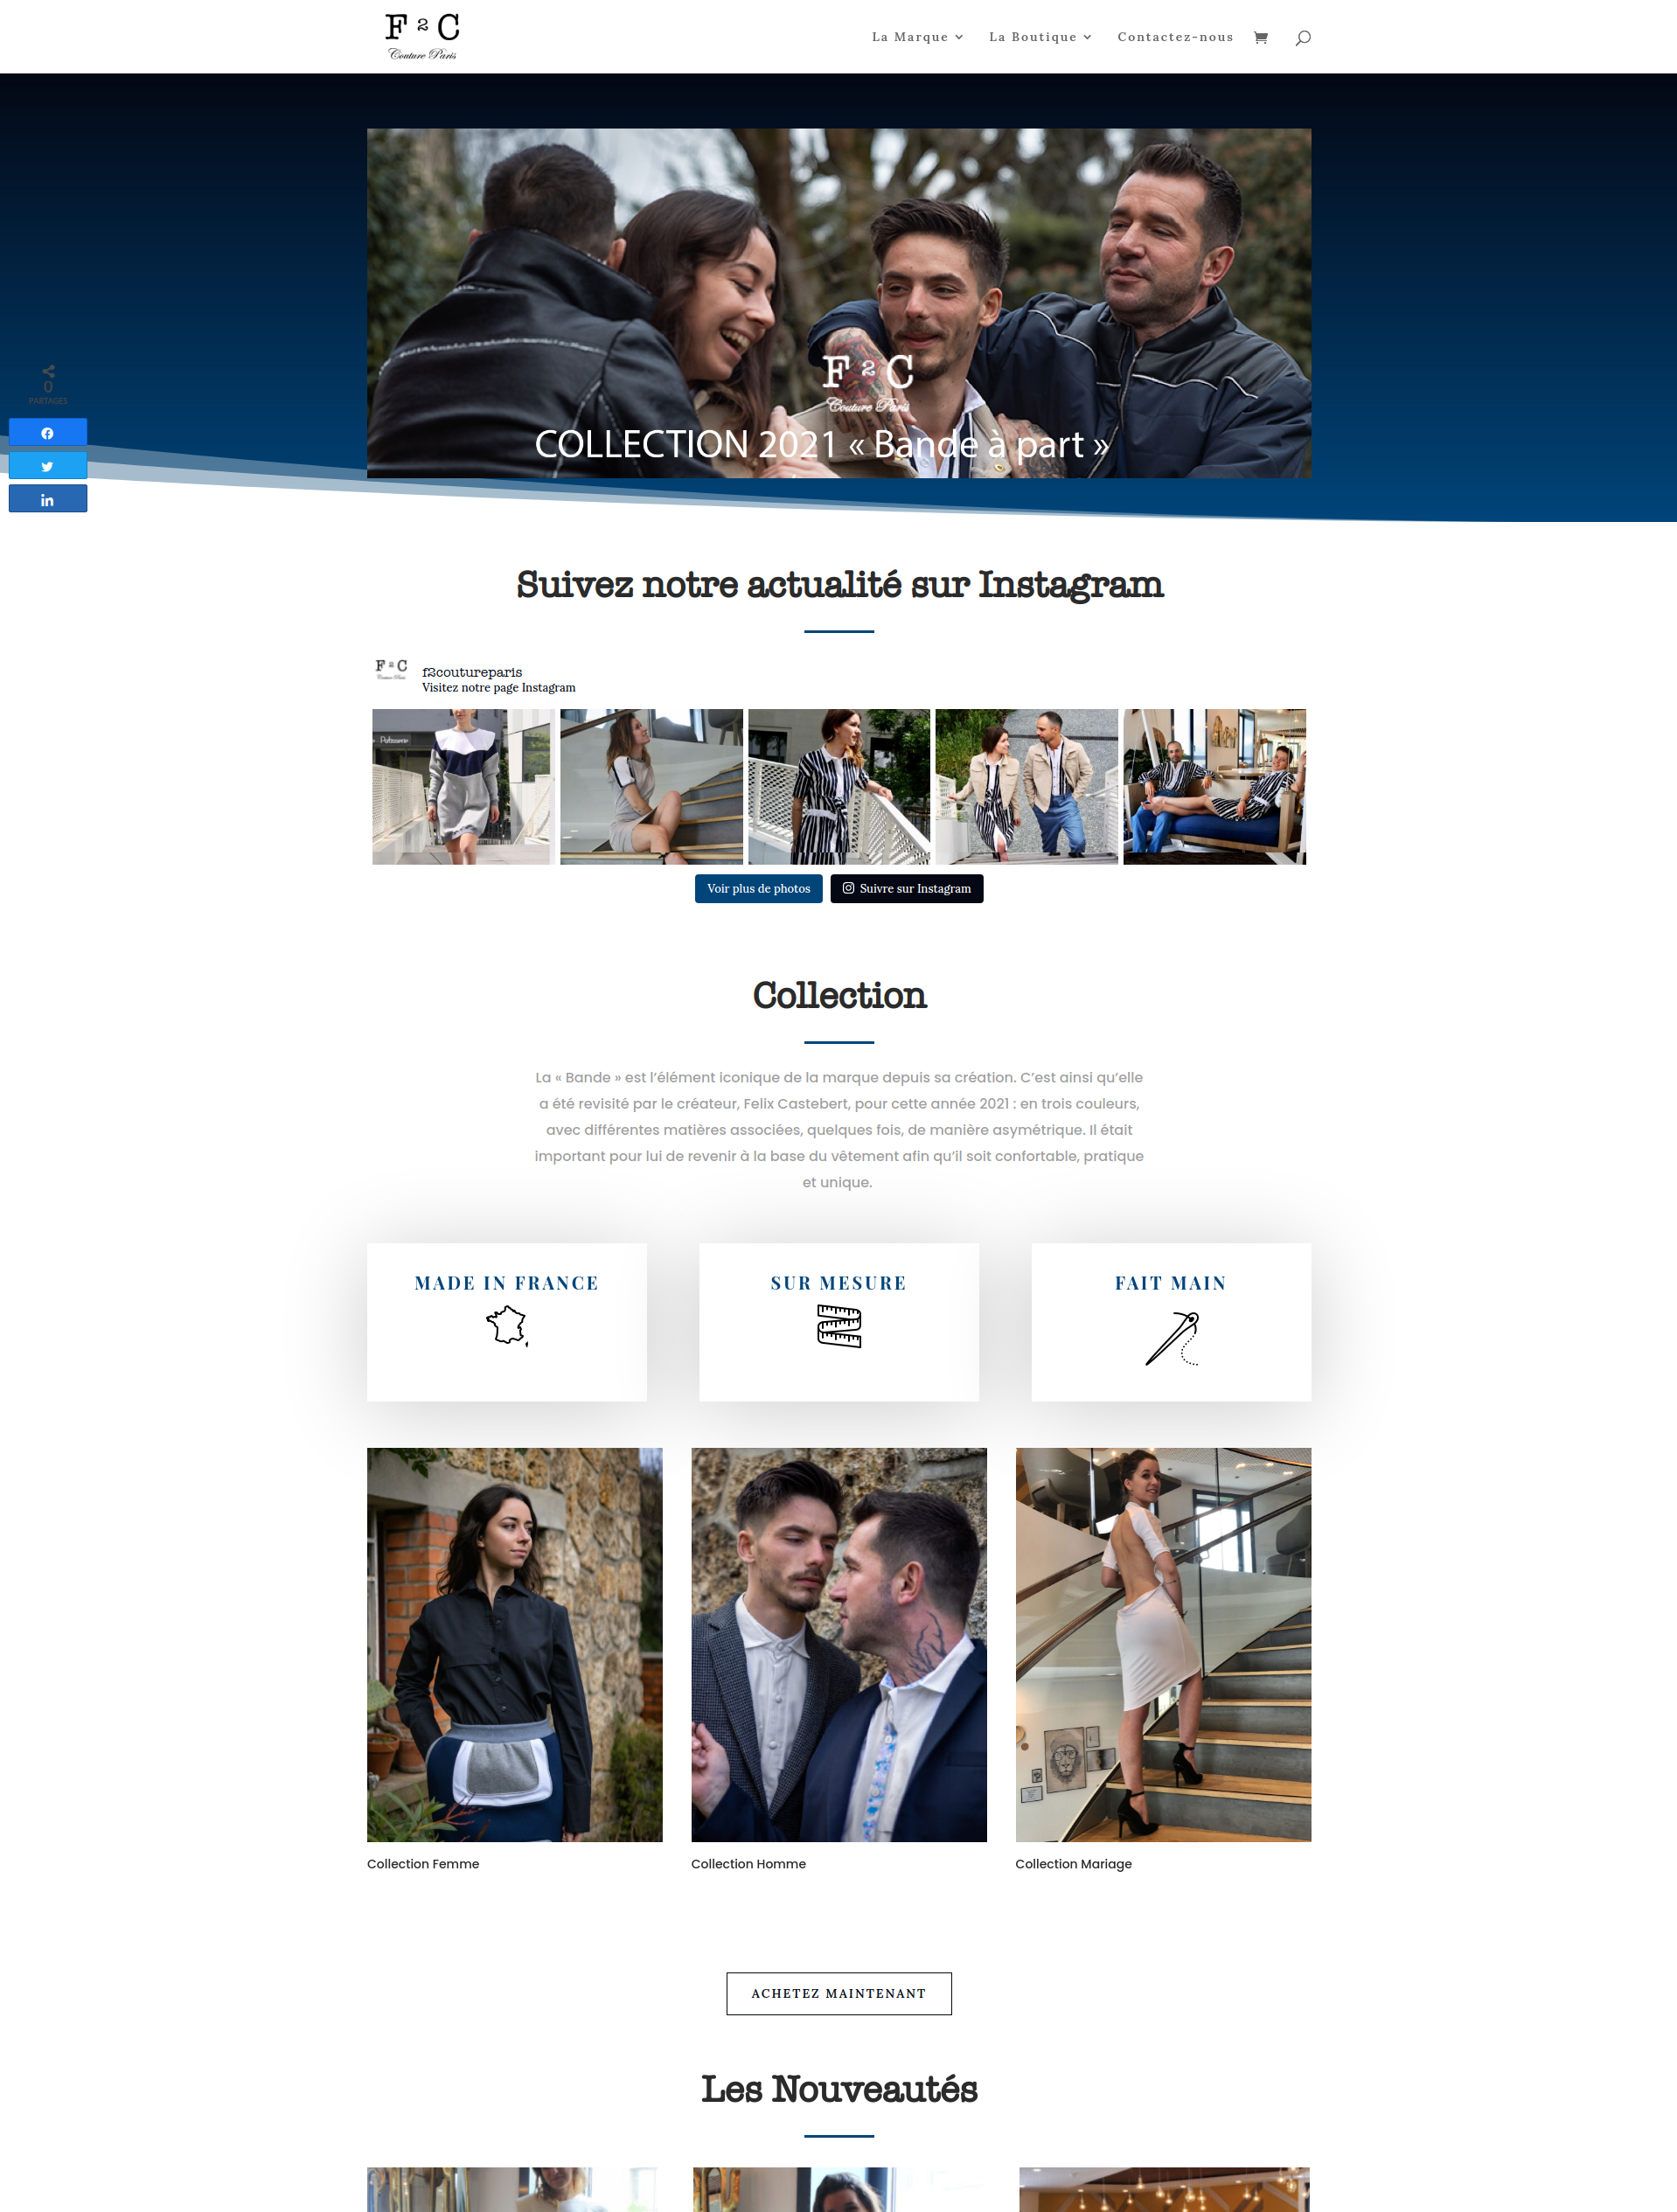 F 2 C
Couture Paris
La Marque
La Boutique
Contactez-nous
F 2 C
Couture Paris
COLLECTION 2021 « Bande à part »
0
PARTAGES
Suivez notre actualité sur Instagram
F 2 C
Couture Paris
f2coutureparis
Visitez notre page Instagram
Patisserie
Voir plus de photos
Suivre sur Instagram
Collection
La « Bande » est l’élément iconique de la marque depuis sa création. C’est ainsi qu’elle
a été revisité par le créateur, Felix Castebert, pour cette année 2021 : en trois couleurs,
avec différentes matières associées, quelques fois, de manière asymétrique. Il était
important pour lui de revenir à la base du vêtement afin qu’il soit confortable, pratique
et unique.
MADE IN FRANCE
SUR MESURE
FAIT MAIN
Collection Femme
Collection Homme
Collection Mariage
ACHETEZ MAINTENANT
Les Nouveautés